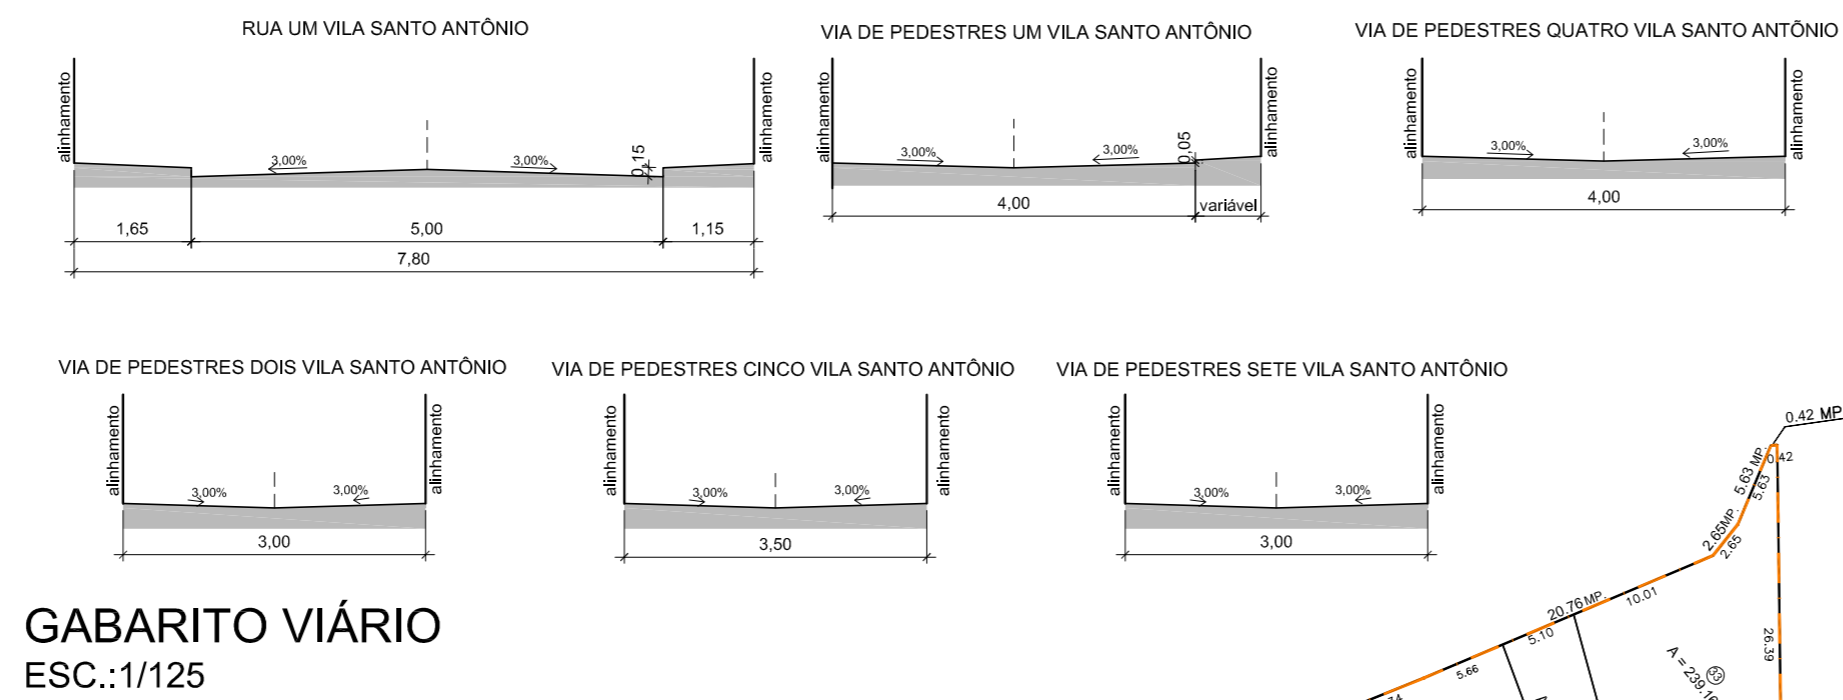 RUA UM VILA SANTO ANTÔNIO
alinhamento
alinhamento
3,00%
3,00%
0,15
1,65
5,00
1,15
7,80
VIA DE PEDESTRES UM VILA SANTO ANTÔNIO
alinhamento
alinhamento
3,00%
3,00%
0,05
4,00
variável
VIA DE PEDESTRES QUATRO VILA SANTO ANTÔNIO
alinhamento
alinhamento
3,00%
3,00%
4,00
VIA DE PEDESTRES DOIS VILA SANTO ANTÔNIO
alinhamento
alinhamento
3,00%
3,00%
3,00
VIA DE PEDESTRES CINCO VILA SANTO ANTÔNIO
alinhamento
alinhamento
3,00%
3,00%
3,50
VIA DE PEDESTRES SETE VILA SANTO ANTÔNIO
alinhamento
alinhamento
3,00%
3,00%
3,00
0.42 MP
0.42
5.63 MP.
5.63
2.65MP.
2.65
20.76 MP.
10.01
5.10
5.66
26.39
33
GABARITO VIÁRIO
ESC.:1/125